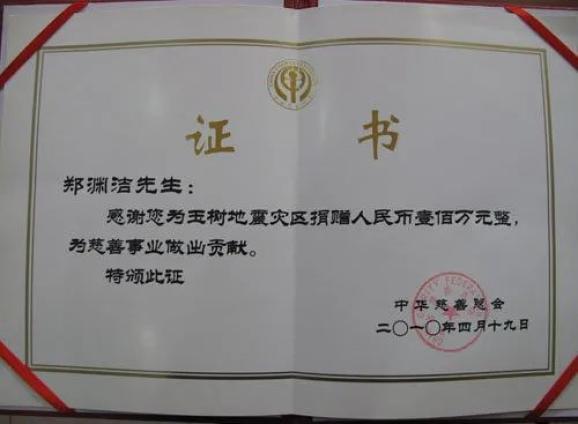 证 书
郑渊洁先生：
感谢您为玉树地震灾区捐赠人民币壹佰万元整，
为慈善事业做出贡献。
特颁此证
中华慈善总会
二〇一〇年四月十九日